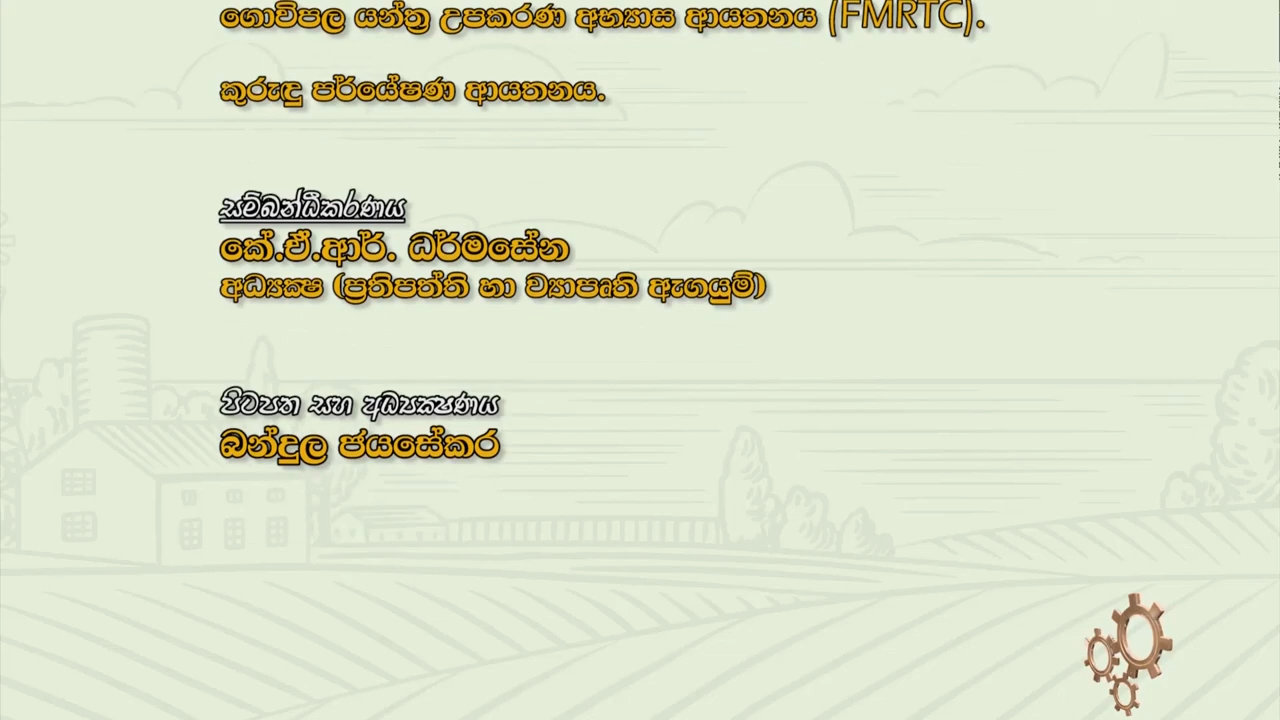 ගොවිපල යන්ත්‍ර උපකරණ අභ්‍යාස ආයතනය (FMRTC).
කුරුඳු පර්යේෂණ ආයතනය.
සම්බන්ධීකරණය
කේ.ඒ.ආර්. ධර්මසේන
අධ්‍යක්ෂ (ප්‍රතිපත්ති හා ව්‍යාපෘති ඇගයුම්)
පිටපත සහ අධ්‍යක්ෂණය
බන්දුල ජයසේකර